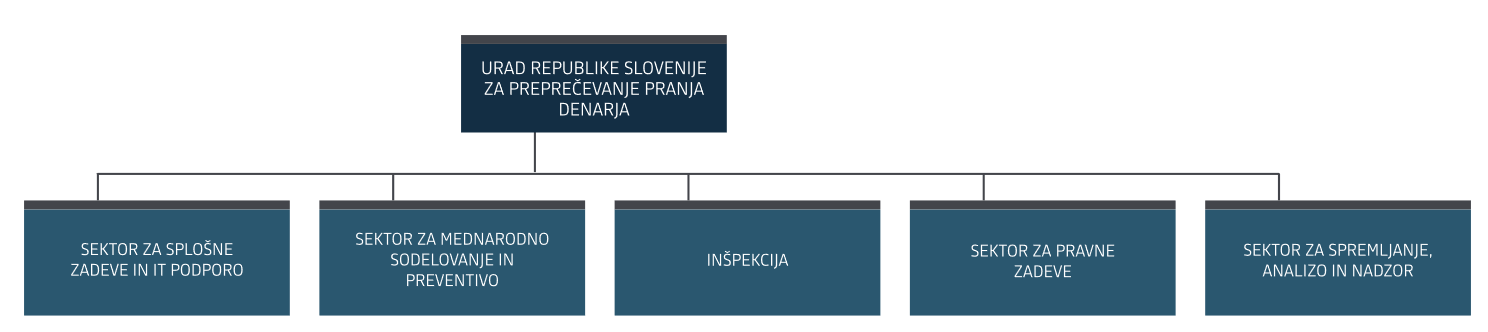 URAD REPUBLIKE SLOVENIJE
ZA PREPREČEVANJE PRANJA
DENARJA
SEKTOR ZA SPLOŠNE
ZADEVE IN IT PODPORO
SEKTOR ZA MEDNARODNO
SODELOVANJE IN
PREVENTIVO
INŠPEKCIJA
SEKTOR ZA PRAVNE
ZADEVE
SEKTOR ZA SPREMLJANJE,
ANALIZO IN NADZOR